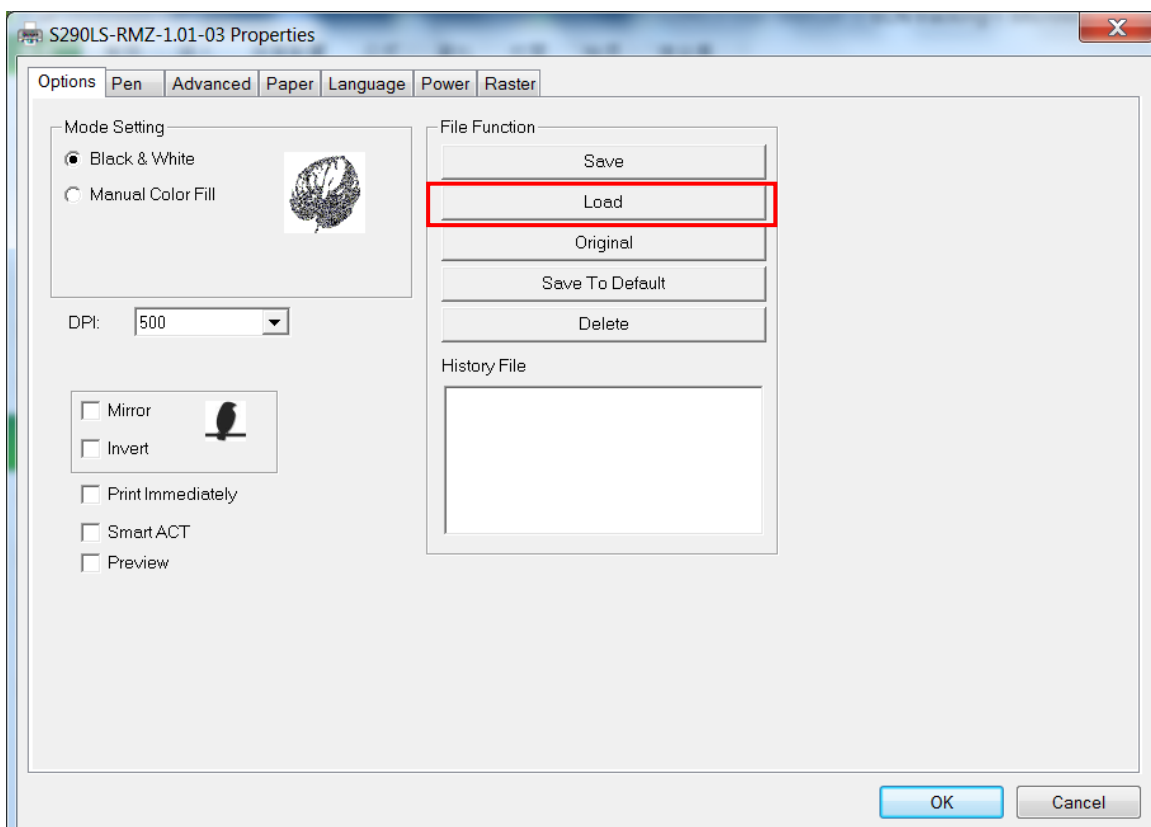 S290LS-RMZ-1.01-03 Properties
X
Options Pen Advanced Paper Language Power Raster
Mode Setting
Black & White
Manual Color Fill
DPI: 500
Mirror
Invert
Print Immediately
Smart ACT
Preview
File Function
Save
Load
Original
Save To Default
Delete
History File
OK Cancel